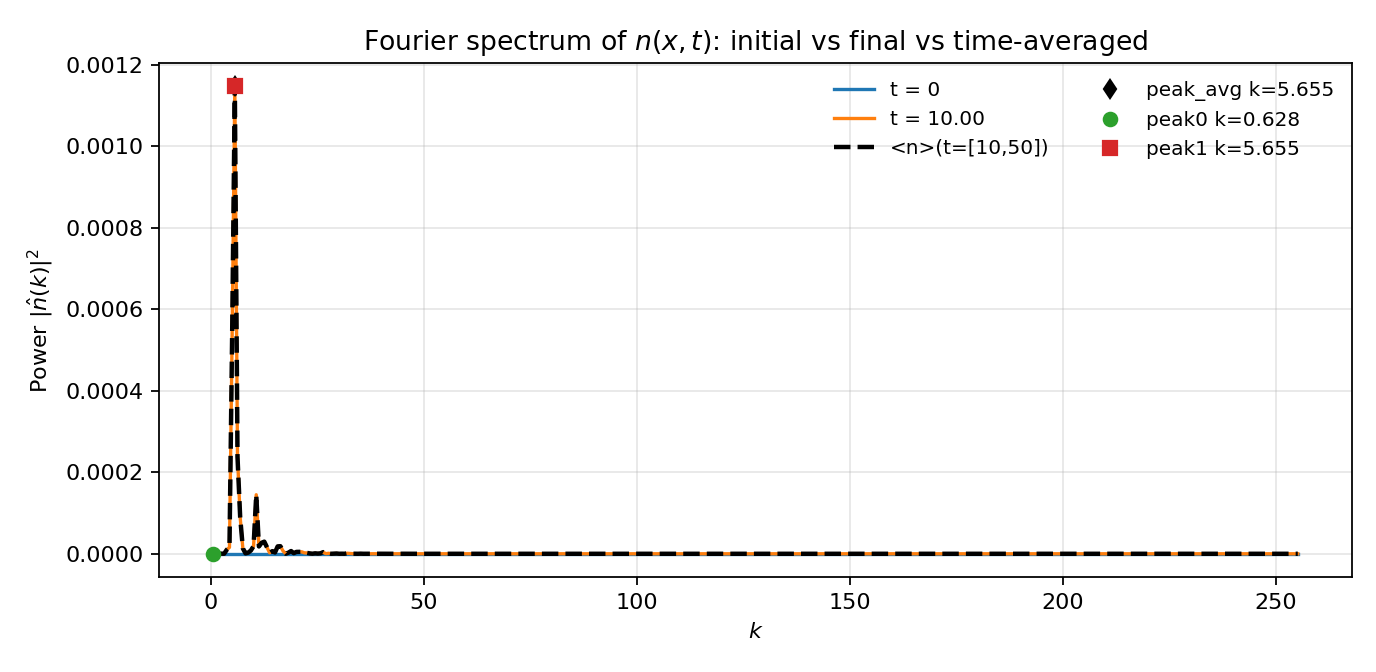 Fourier spectrum of n(x, t): initial vs final vs time-averaged
Power |n̂(k)|²
0.0012
0.0010
0.0008
0.0006
0.0004
0.0002
0.0000
t = 0
t = 10.00
<n>(t=[10,50])
peak_avg k=5.655
peak0 k=0.628
peak1 k=5.655
0 50 100 150 200 250
k